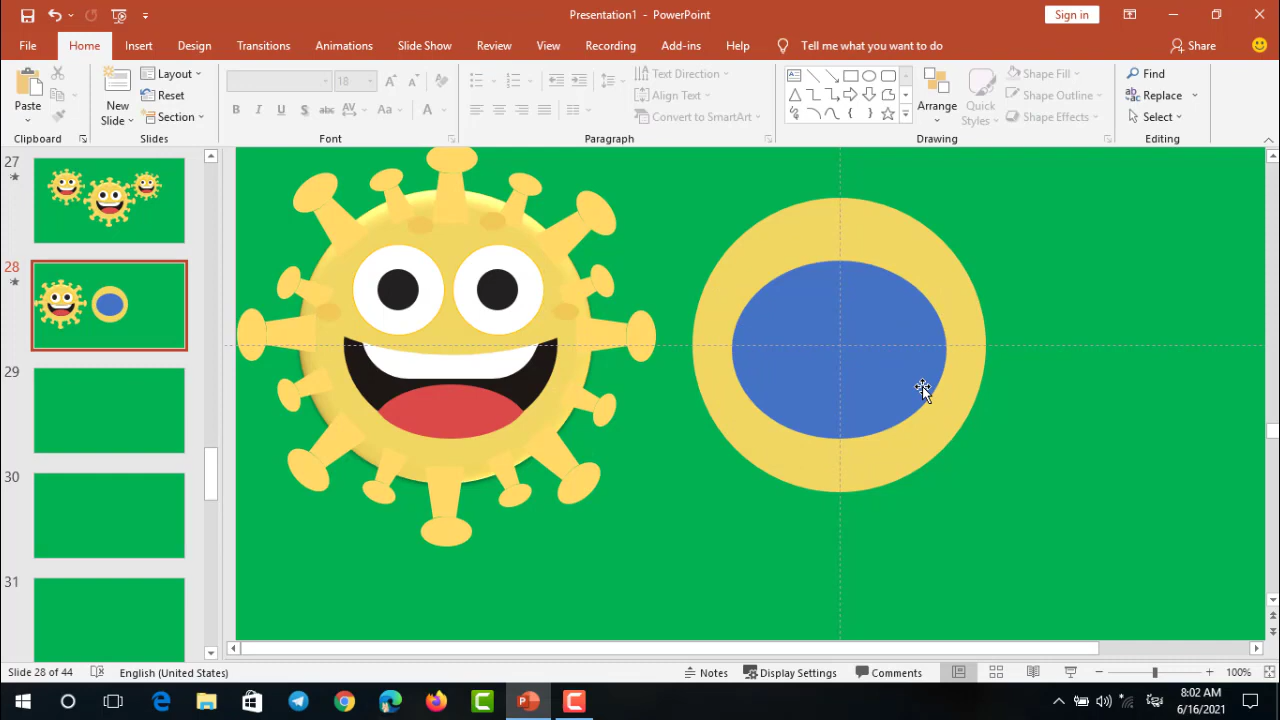 Presentation1 - PowerPoint
Sign in
File Home Insert Design Transitions Animations Slide Show Review View Recording Add-ins Help Tell me what you want to do Share
Paste
Clipboard
New Slide
Layout
Reset
Section
Slides
18
B I U S abc AV Aa A
Font
Text Direction
Align Text
Convert to SmartArt
Paragraph
Arrange
Quick Styles
Shape Fill
Shape Outline
Shape Effects
Drawing
Find
Replace
Select
Editing
27
28
29
30
31
Slide 28 of 44
English (United States)
Notes
Display Settings
Comments
100%
8:02 AM
6/16/2021